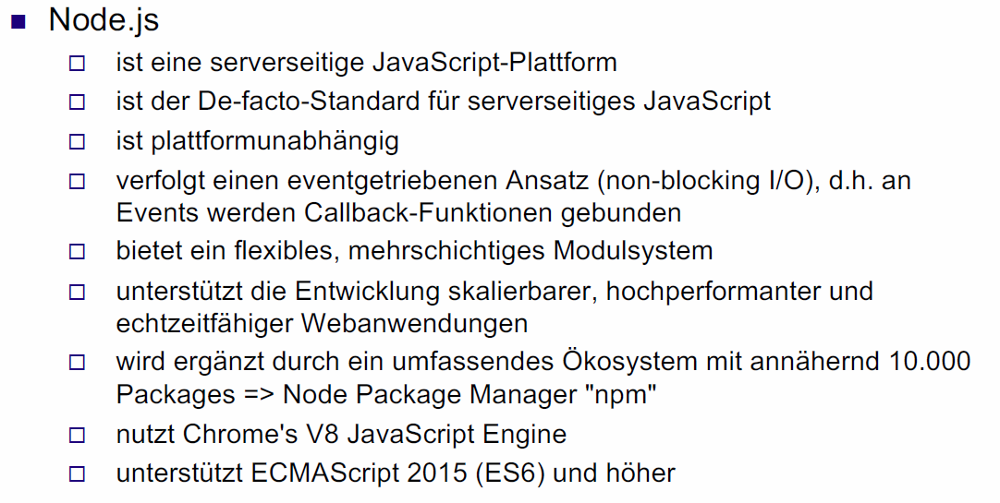 Node.js
ist eine serverseitige JavaScript-Plattform
ist der De-facto-Standard für serverseitiges JavaScript
ist plattformunabhängig
verfolgt einen eventgetriebenen Ansatz (non-blocking I/O), d.h. an
Events werden Callback-Funktionen gebunden
bietet ein flexibles, mehrschichtiges Modulsystem
unterstützt die Entwicklung skalierbarer, hochperformanter und
echtzeitfähiger Webanwendungen
wird ergänzt durch ein umfassendes Ökosystem mit annähernd 10.000
Packages => Node Package Manager "npm"
nutzt Chrome's V8 JavaScript Engine
unterstützt ECMAScript 2015 (ES6) und höher